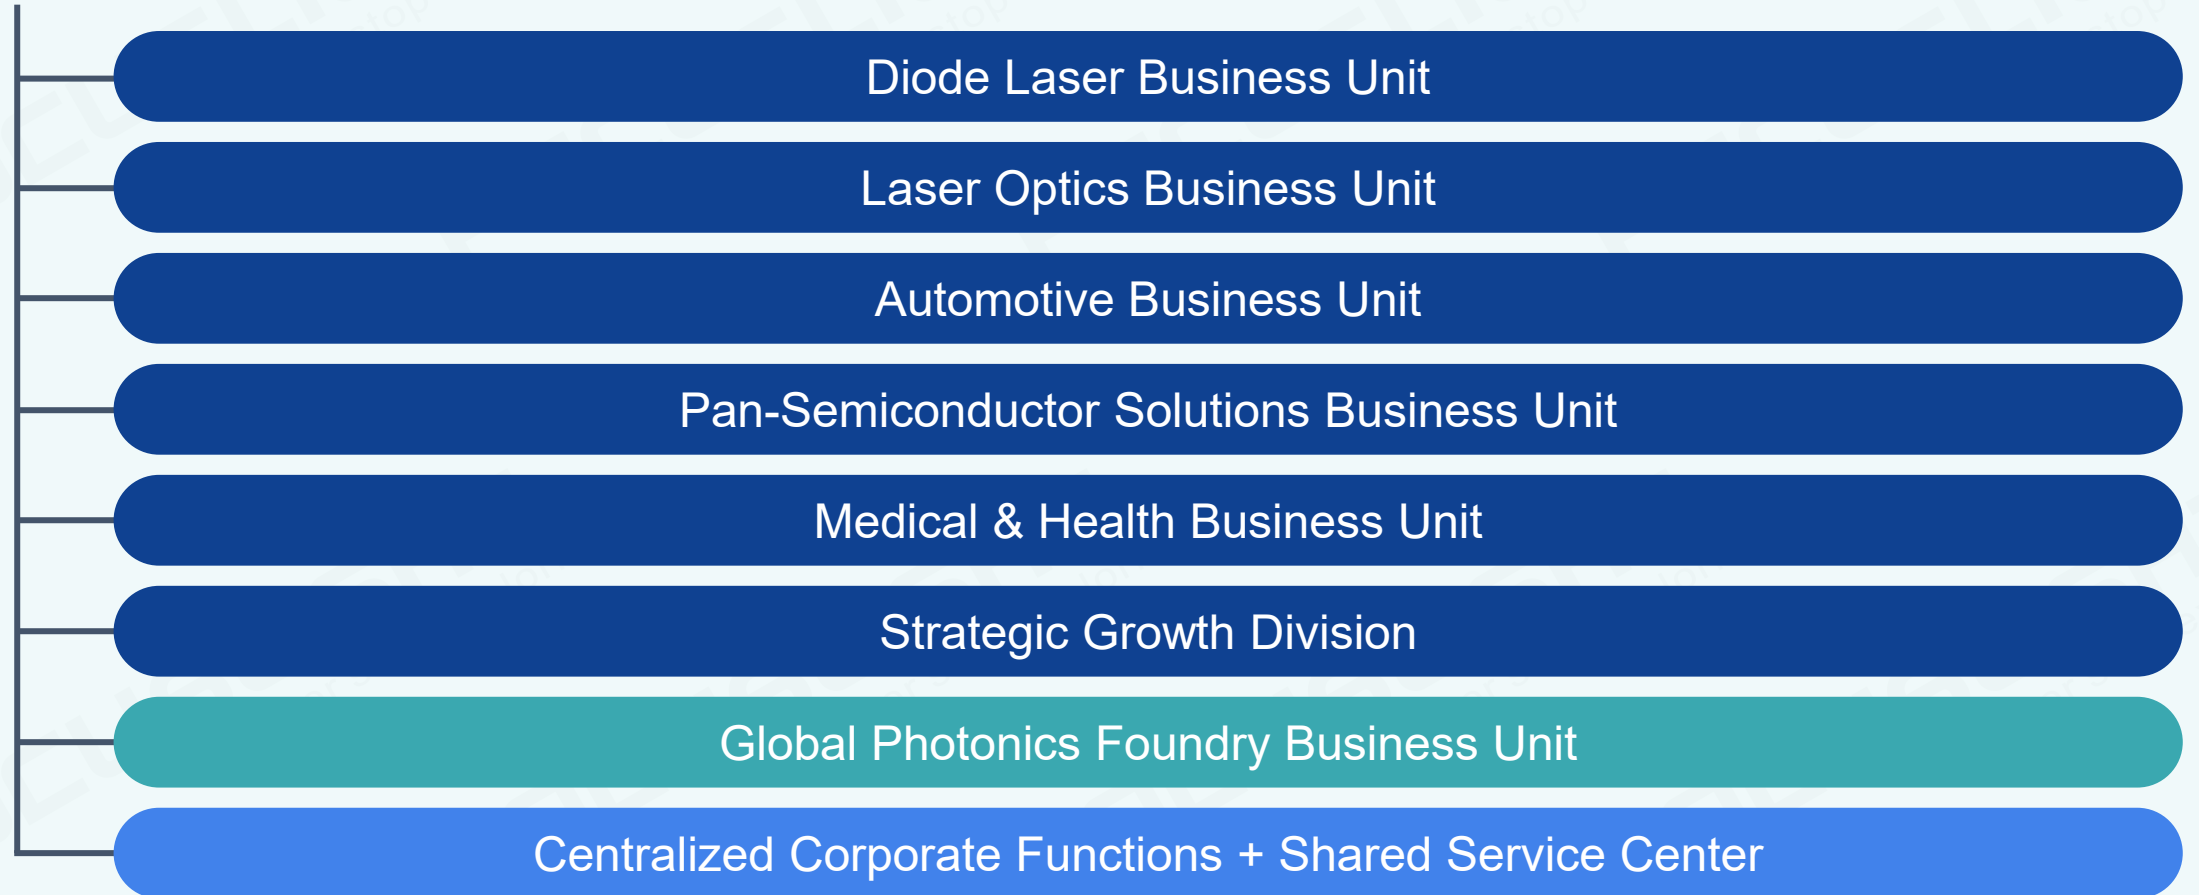 Diode Laser Business Unit
Laser Optics Business Unit
Automotive Business Unit
Pan-Semiconductor Solutions Business Unit
Medical & Health Business Unit
Strategic Growth Division
Global Photonics Foundry Business Unit
Centralized Corporate Functions + Shared Service Center